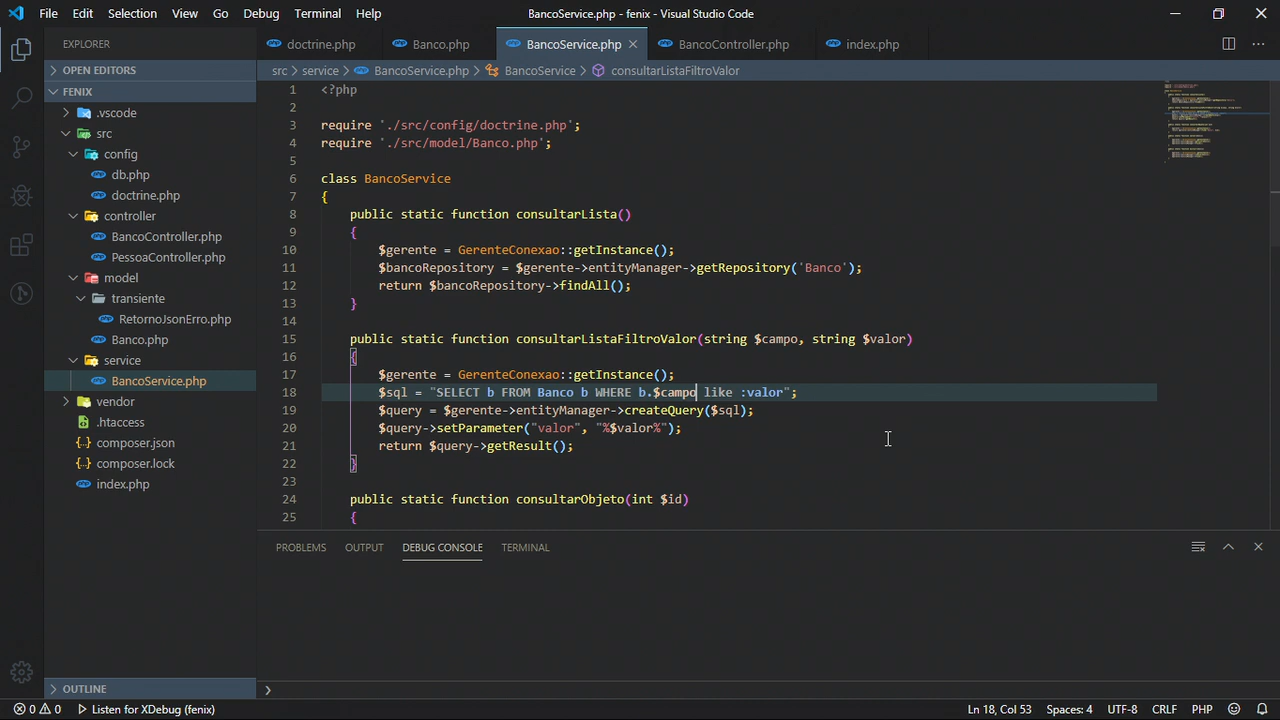 File Edit Selection View Go Debug Terminal Help BancoService.php - fenix - Visual Studio Code
EXPLORER
OPEN EDITORS
FENIX
.vscode
src
config
db.php
doctrine.php
controller
BancoController.php
PessoaController.php
model
transiente
RetornoJsonErro.php
Banco.php
service
BancoService.php
vendor
.htaccess
composer.json
composer.lock
index.php
OUTLINE
doctrine.php Banco.php BancoService.php BancoController.php index.php
src > service > BancoService.php > BancoService > consultarListaFiltroValor
1 <?php
2
3 require './src/config/doctrine.php';
4 require './src/model/Banco.php';
5
6 class BancoService
7 {
8 public static function consultarLista()
9 {
10 $gerente = GerenteConexao::getInstance();
11 $bancoRepository = $gerente->entityManager->getRepository('Banco');
12 return $bancoRepository->findAll();
13 }
14
15 public static function consultarListaFiltroValor(string $campo, string $valor)
16 {
17 $gerente = GerenteConexao::getInstance();
18 $sql = "SELECT b FROM Banco b WHERE b.$campo like :valor";
19 $query = $gerente->entityManager->createQuery($sql);
20 $query->setParameter("valor", "%$valor%");
21 return $query->getResult();
22 }
23
24 public static function consultarObjeto(int $id)
25 {
PROBLEMS OUTPUT DEBUG CONSOLE TERMINAL
0 0 Listen for XDebug (fenix) Ln 18, Col 53 Spaces: 4 UTF-8 CRLF PHP